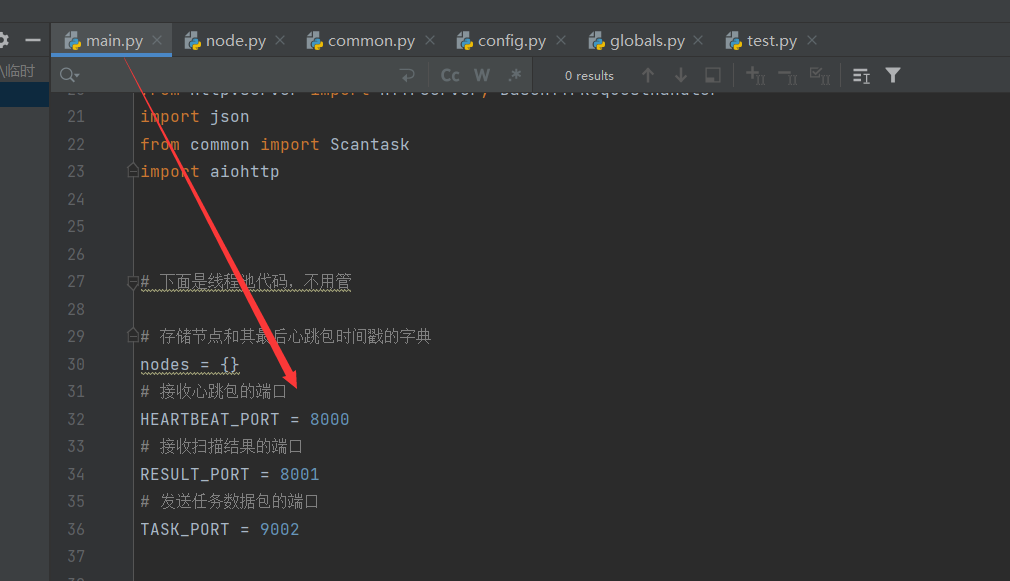 main.py node.py common.py config.py globals.py test.py
\临时
Cc W .* 0 results
21 import json
22 from common import Scantask
23 import aiohttp
24
25
26
27 # 下面是线程池代码，不用管
28
29 # 存储节点和其最后心跳包时间戳的字典
30 nodes = {}
31 # 接收心跳包的端口
32 HEARTBEAT_PORT = 8000
33 # 接收扫描结果的端口
34 RESULT_PORT = 8001
35 # 发送任务数据包的端口
36 TASK_PORT = 9002
37